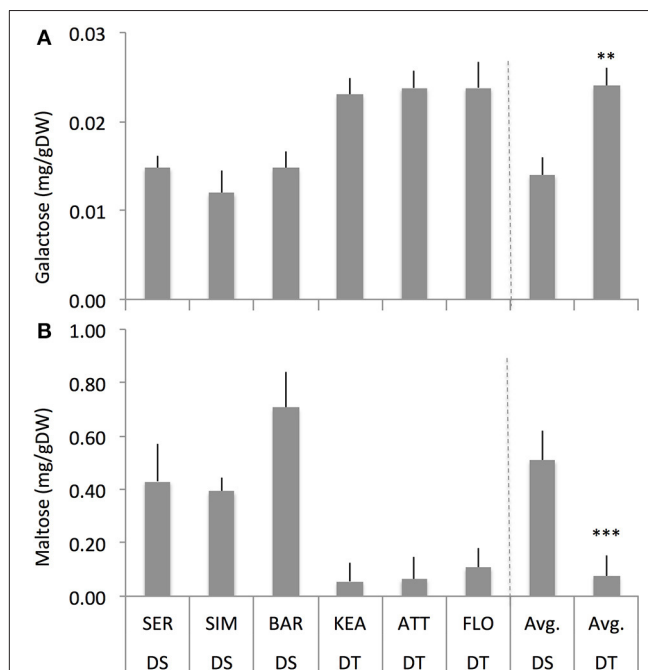 A
Galactose (mg/gDW)
0.03
0.02
0.01
0.00
**
B
Maltose (mg/gDW)
1.00
0.80
0.60
0.40
0.20
0.00
***
SER SIM BAR KEA ATT FLO Avg. Avg.
DS DS DS DT DT DT DS DT